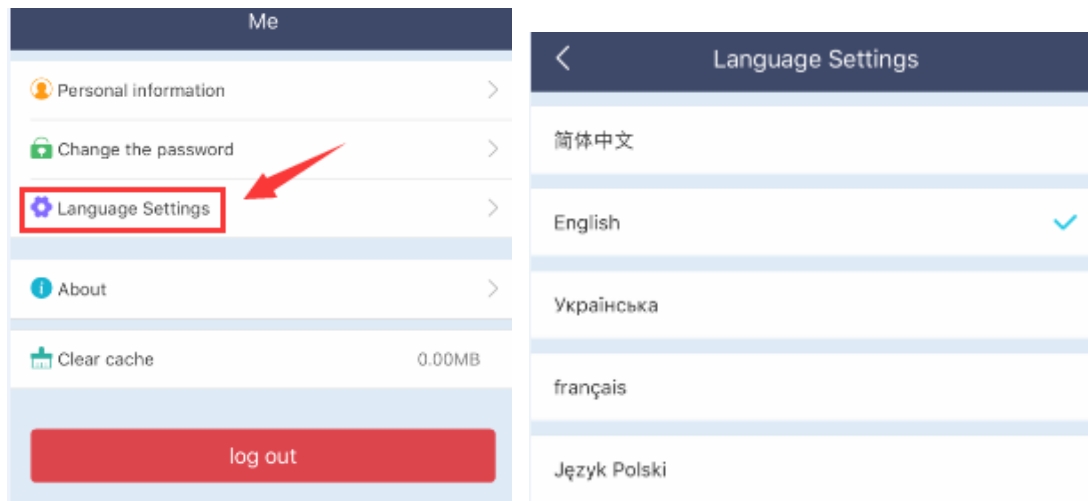 Me
Personal information
Change the password
Language Settings
About
Clear cache 0.00MB
log out
Language Settings
简体中文
English
Українська
français
Język Polski